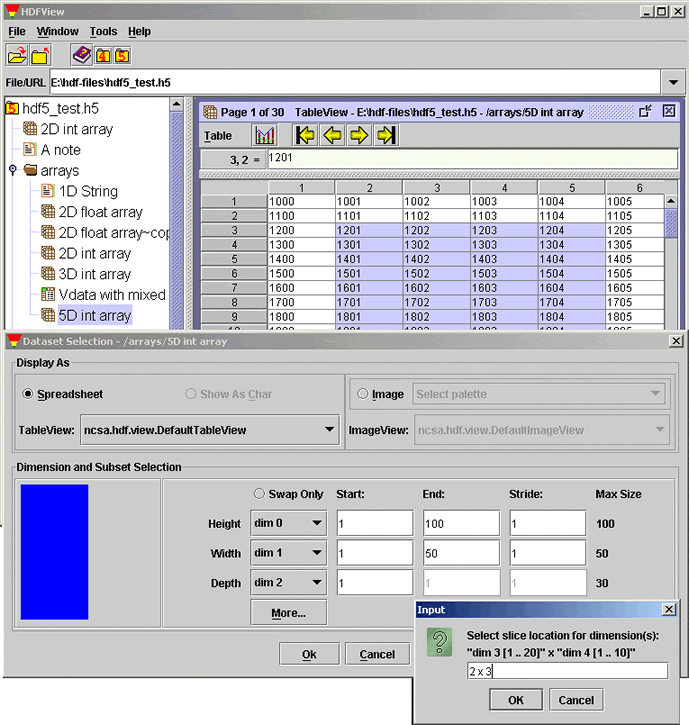 HDFView
File Window Tools Help
4 5
File/URL E:\hdf-files\hdf5_test.h5
5 hdf5_test.h5
2D int array
A note
arrays
1D String
2D float array
2D float array~cop
2D int array
3D int array
Vdata with mixed
5D int array
Page 1 of 30 TableView - E:\hdf-files\hdf5_test.h5 - /arrays/5D int array
Table
3, 2 = 1201
1 2 3 4 5 6
1 1000 1001 1002 1003 1004 1005
2 1100 1101 1102 1103 1104 1105
3 1200 1201 1202 1203 1204 1205
4 1300 1301 1302 1303 1304 1305
5 1400 1401 1402 1403 1404 1405
6 1500 1501 1502 1503 1504 1505
7 1600 1601 1602 1603 1604 1605
8 1700 1701 1702 1703 1704 1705
9 1800 1801 1802 1803 1804 1805
Dataset Selection - /arrays/5D int array
Display As
Spreadsheet Show As Char Image Select palette
TableView: ncsa.hdf.view.DefaultTableView ImageView: ncsa.hdf.view.DefaultImageView
Dimension and Subset Selection
Swap Only Start: End: Stride: Max Size
Height dim 0 1 100 1 100
Width dim 1 1 50 1 50
Depth dim 2 1 1 1 30
More...
Ok Cancel
Input
Select slice location for dimension(s):
"dim 3 [1 .. 20]" x "dim 4 [1 .. 10]"
2 x 3
OK Cancel